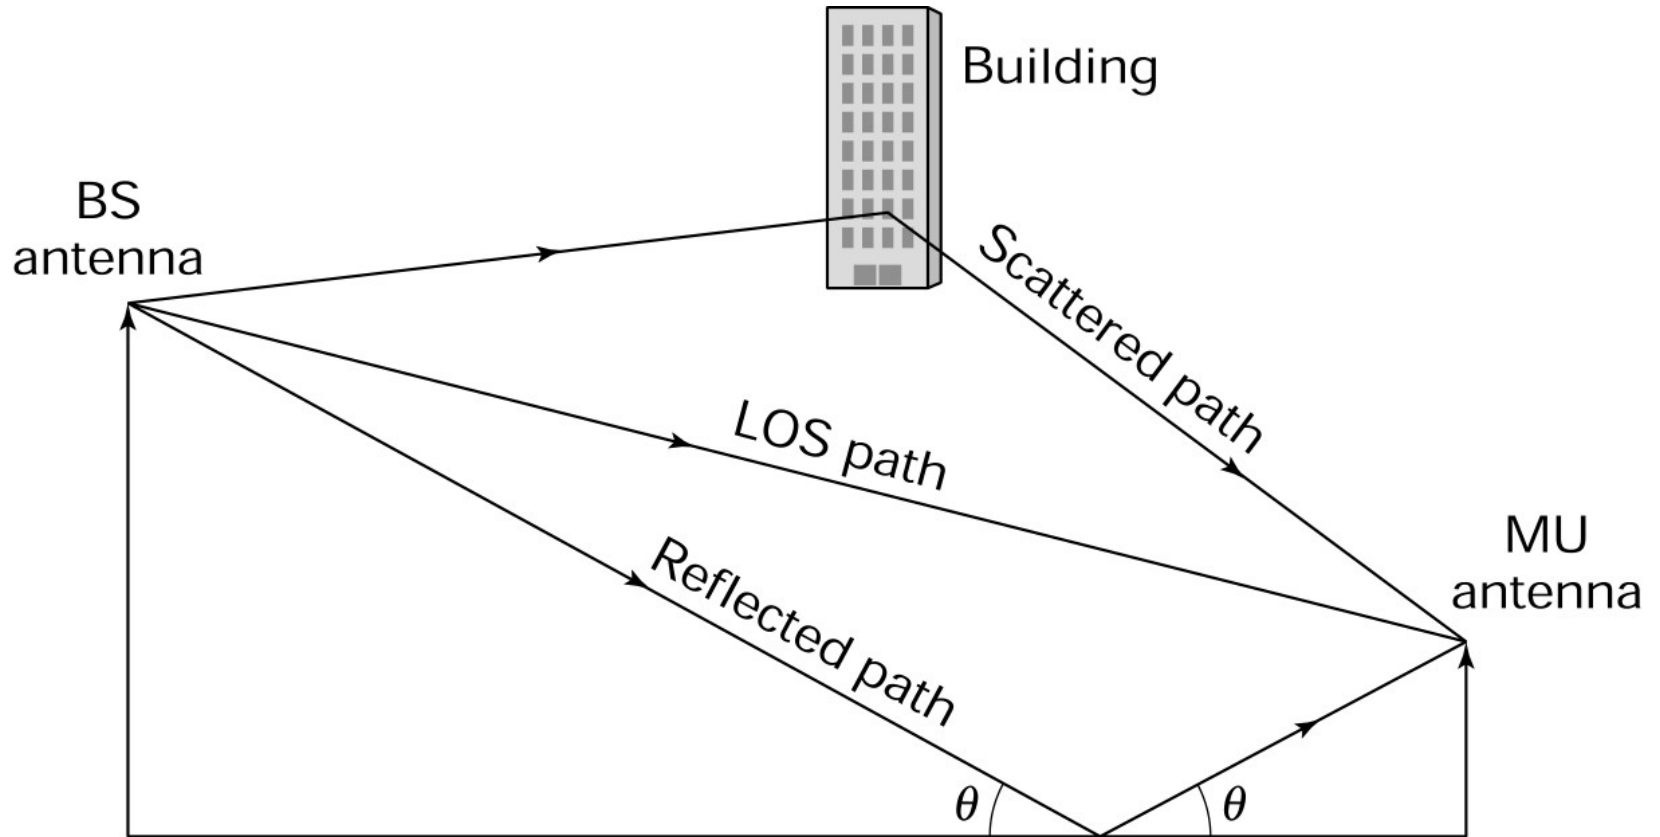 Building
BS
antenna
Scattered path
LOS path
MU
antenna
Reflected path
θ
θ